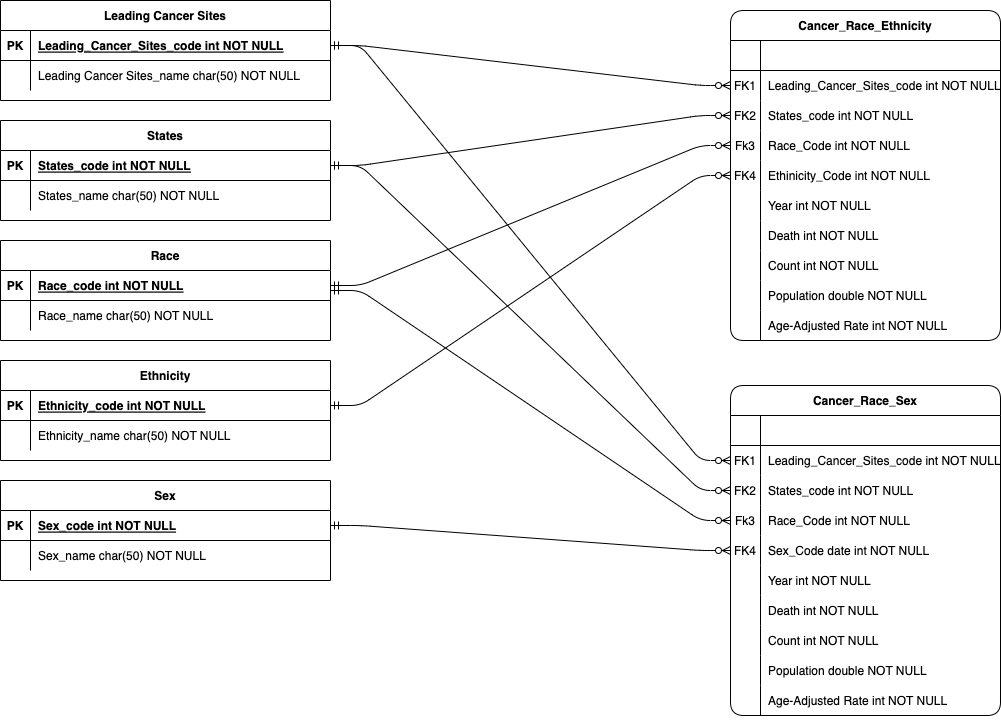 Leading Cancer Sites
PK Leading_Cancer_Sites_code int NOT NULL
Leading Cancer Sites_name char(50) NOT NULL
States
PK States_code int NOT NULL
States_name char(50) NOT NULL
Race
PK Race_code int NOT NULL
Race_name char(50) NOT NULL
Ethnicity
PK Ethnicity_code int NOT NULL
Ethnicity_name char(50) NOT NULL
Sex
PK Sex_code int NOT NULL
Sex_name char(50) NOT NULL
Cancer_Race_Ethnicity
FK1 Leading_Cancer_Sites_code int NOT NULL
FK2 States_code int NOT NULL
Fk3 Race_Code int NOT NULL
FK4 Ethinicity_Code int NOT NULL
Year int NOT NULL
Death int NOT NULL
Count int NOT NULL
Population double NOT NULL
Age-Adjusted Rate int NOT NULL
Cancer_Race_Sex
FK1 Leading_Cancer_Sites_code int NOT NULL
FK2 States_code int NOT NULL
Fk3 Race_Code int NOT NULL
FK4 Sex_Code date int NOT NULL
Year int NOT NULL
Death int NOT NULL
Count int NOT NULL
Population double NOT NULL
Age-Adjusted Rate int NOT NULL